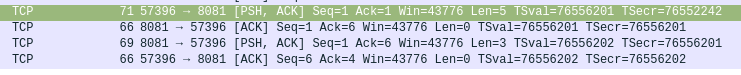 TCP 71 57396 → 8081 [PSH, ACK] Seq=1 Ack=1 Win=43776 Len=5 TSval=76556201 TSecr=76552242
TCP 66 8081 → 57396 [ACK] Seq=1 Ack=6 Win=43776 Len=0 TSval=76556201 TSecr=76556201
TCP 69 8081 → 57396 [PSH, ACK] Seq=1 Ack=6 Win=43776 Len=3 TSval=76556202 TSecr=76556201
TCP 66 57396 → 8081 [ACK] Seq=6 Ack=4 Win=43776 Len=0 TSval=76556202 TSecr=76556202